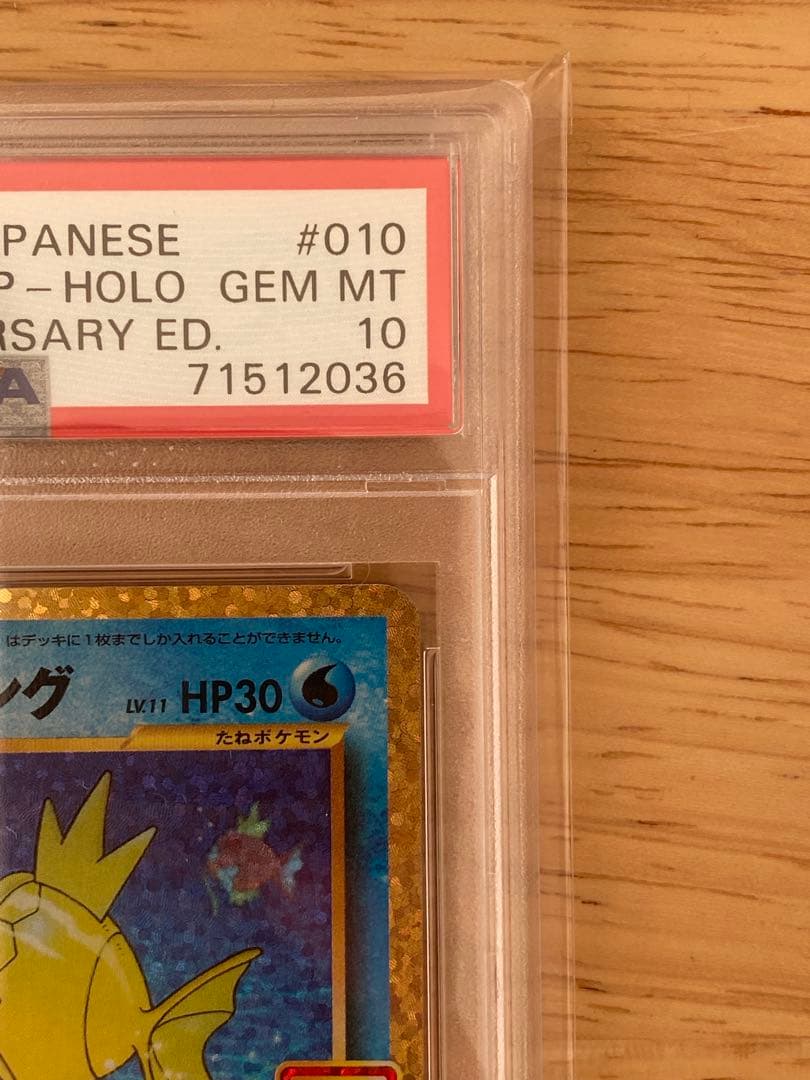 PANESE #010
P-HOLO GEM MT
RSARY ED. 10
A 71512036
はデッキに1枚までしか入れることができません。
ング LV.11 HP30
たねポケモン